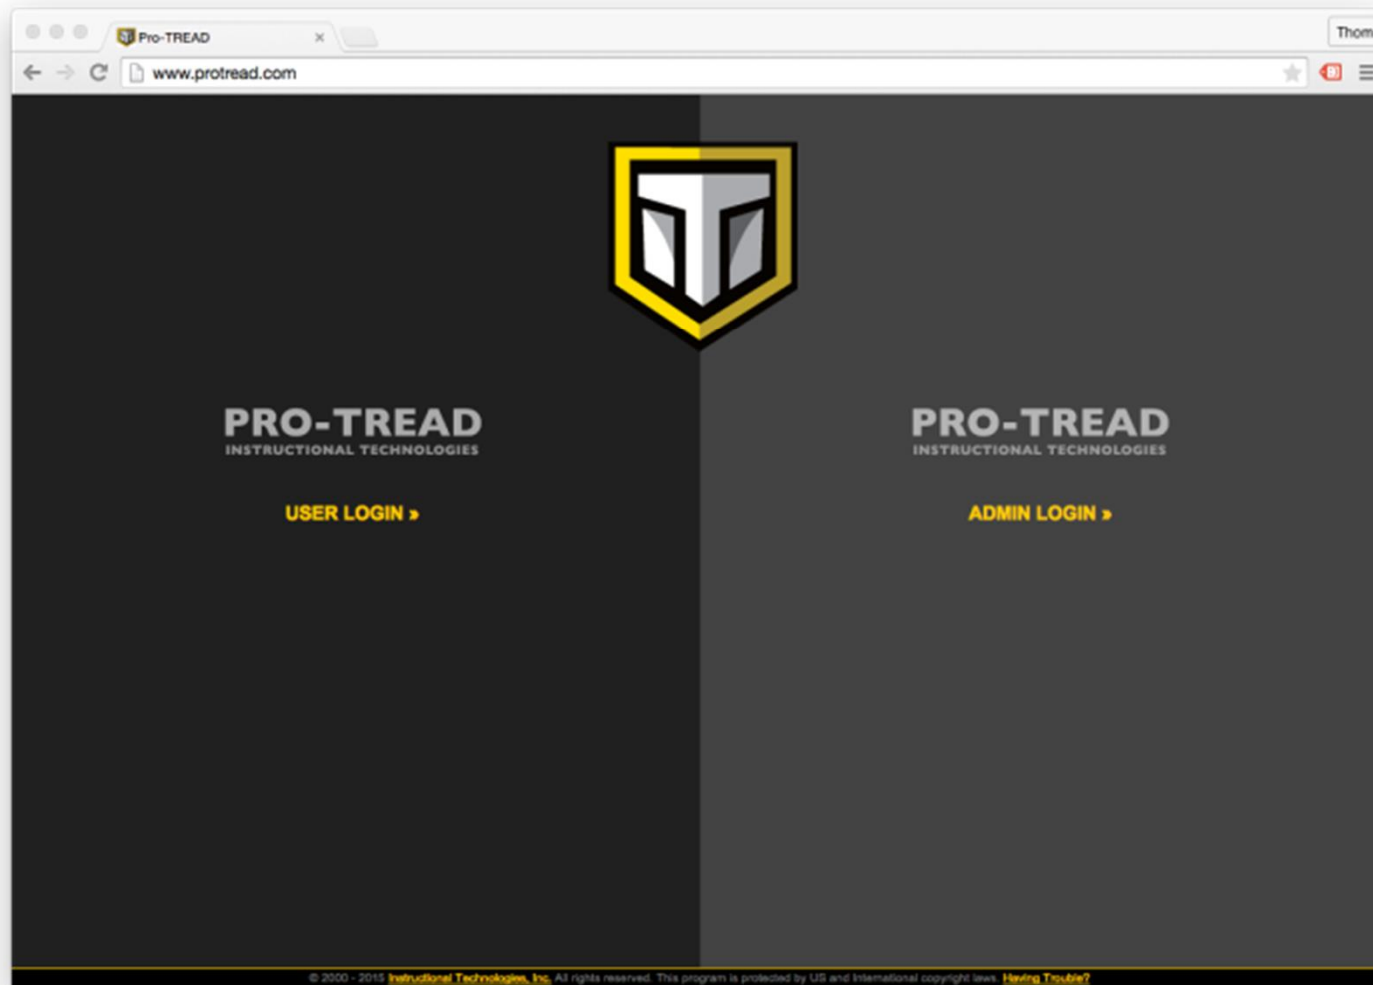 Pro-TREAD
Thom
www.protread.com
PRO-TREAD
INSTRUCTIONAL TECHNOLOGIES
USER LOGIN »
PRO-TREAD
INSTRUCTIONAL TECHNOLOGIES
ADMIN LOGIN »
© 2000 - 2015 Instructional Technologies, Inc. All rights reserved. This program is protected by US and International copyright laws. Having Trouble?